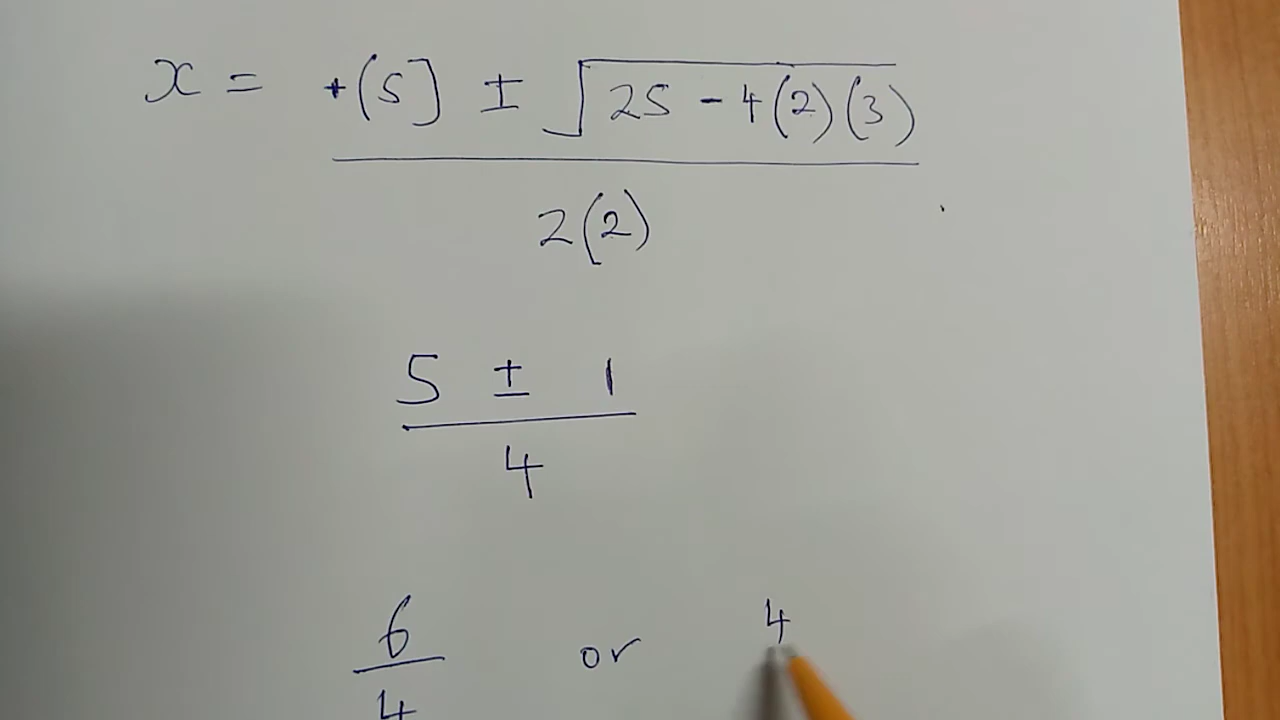 x = +(5) ± √25 - 4(2)(3)
2(2)
5 ± 1
4
6 or 4
4